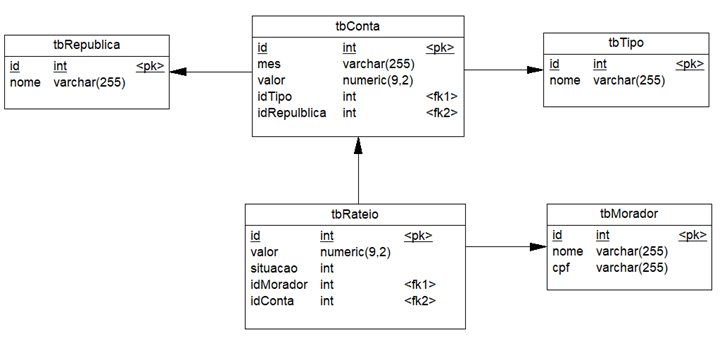 tbRepublica
id int <pk>
nome varchar(255)
tbConta
id int <pk>
mes varchar(255)
valor numeric(9,2)
idTipo int <fk1>
idRepulblica int <fk2>
tbTipo
id int <pk>
nome varchar(255)
tbRateio
id int <pk>
valor numeric(9,2)
situacao int
idMorador int <fk1>
idConta int <fk2>
tbMorador
id int <pk>
nome varchar(255)
cpf varchar(255)